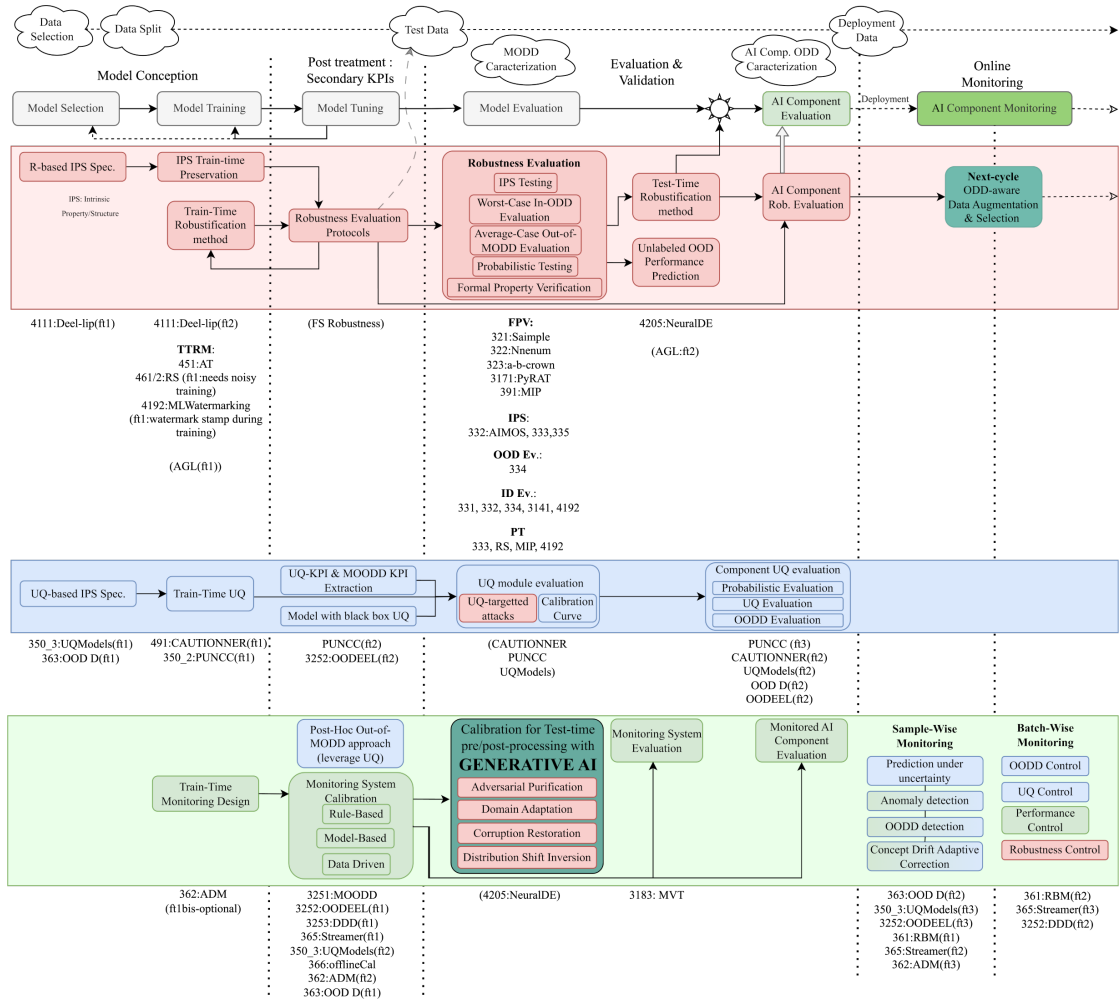 Data
Selection
Data Split
Test Data
Deployment
Data
MODD
Caracterization
AI Comp. ODD
Caracterization
Model Conception
Post treatment :
Secondary KPIs
Evaluation &
Validation
Online
Monitoring
Model Selection
Model Training
Model Tuning
Model Evaluation
AI Component
Evaluation
Deployment
AI Component Monitoring
R-based IPS Spec.
IPS: Intrinsic
Property/Structure
IPS Train-time
Preservation
Train-Time
Robustification
method
Robustness Evaluation
Protocols
Robustness Evaluation
IPS Testing
Worst-Case In-ODD
Evaluation
Average-Case Out-of-
MODD Evaluation
Probabilistic Testing
Formal Property Verification
Test-Time
Robustification
method
Unlabeled OOD
Performance
Prediction
AI Component
Rob. Evaluation
Next-cycle
ODD-aware
Data Augmentation
& Selection
4111:Deel-lip(ft1)
4111:Deel-lip(ft2)
TTRM:
451:AT
461/2:RS (ft1:needs noisy
training)
4192:MLWatermarking
(ft1:watermark stamp during
training)
(AGL(ft1))
(FS Robustness)
FPV:
321:Saimple
322:Nnenum
323:a-b-crown
3171:PyRAT
391:MIP
IPS:
332:AIMOS, 333,335
OOD Ev.:
334
ID Ev.:
331, 332, 334, 3141, 4192
PT
333, RS, MIP, 4192
4205:NeuralDE
(AGL:ft2)
UQ-based IPS Spec.
Train-Time UQ
UQ-KPI & MOODD KPI
Extraction
Model with black box UQ
UQ module evaluation
UQ-targetted
attacks
Calibration
Curve
Component UQ evaluation
Probabilistic Evaluation
UQ Evaluation
OODD Evaluation
350_3:UQModels(ft1)
363:OOD D(ft1)
491:CAUTIONNER(ft1)
350_2:PUNCC(ft1)
PUNCC(ft2)
3252:OODEEL(ft2)
(CAUTIONNER
PUNCC
UQModels)
PUNCC (ft3)
CAUTIONNER(ft2)
UQModels(ft2)
OOD D(ft2)
OODEEL(ft2)
Train-Time
Monitoring Design
Post-Hoc Out-of-
MODD approach
(leverage UQ)
Monitoring System
Calibration
Rule-Based
Model-Based
Data Driven
Calibration for Test-time
pre/post-processing with
GENERATIVE AI
Adversarial Purification
Domain Adaptation
Corruption Restoration
Distribution Shift Inversion
Monitoring System
Evaluation
Monitored AI
Component
Evaluation
Sample-Wise
Monitoring
Prediction under
uncertainty
Anomaly detection
OODD detection
Concept Drift Adaptive
Correction
Batch-Wise
Monitoring
OODD Control
UQ Control
Performance
Control
Robustness Control
362:ADM
(ft1bis-optional)
3251:MOODD
3252:OODEEL(ft1)
3253:DDD(ft1)
365:Streamer(ft1)
350_3:UQModels(ft2)
366:offlineCal
362:ADM(ft2)
363:OOD D(ft1)
(4205:NeuralDE)
3183: MVT
363:OOD D(ft2)
350_3:UQModels(ft3)
3252:OODEEL(ft3)
361:RBM(ft1)
365:Streamer(ft2)
362:ADM(ft3)
361:RBM(ft2)
365:Streamer(ft3)
3252:DDD(ft2)